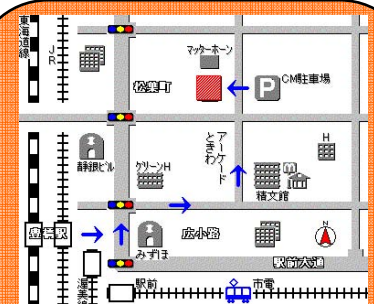 東海道線
JR
マッターホーン
松葉町
P
CM駐車場
アーケード
ときわ
H
静銀ビル
グリーンH
m
精文館
豊橋駅
広小路
みずほ
駅前大通
渥美線
駅前
市電